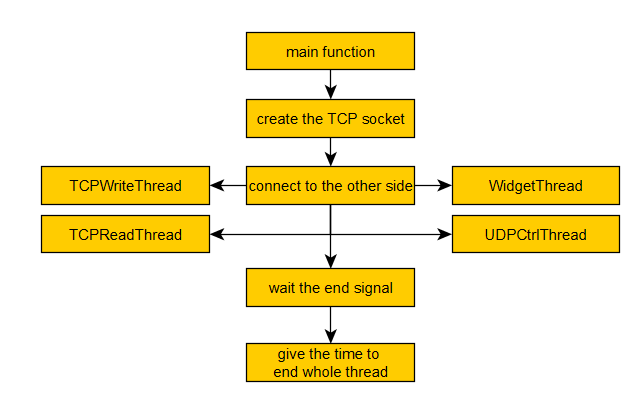 main function
create the TCP socket
TCPWriteThread
connect to the other side
WidgetThread
TCPReadThread
UDPCtrlThread
wait the end signal
give the time to
end whole thread